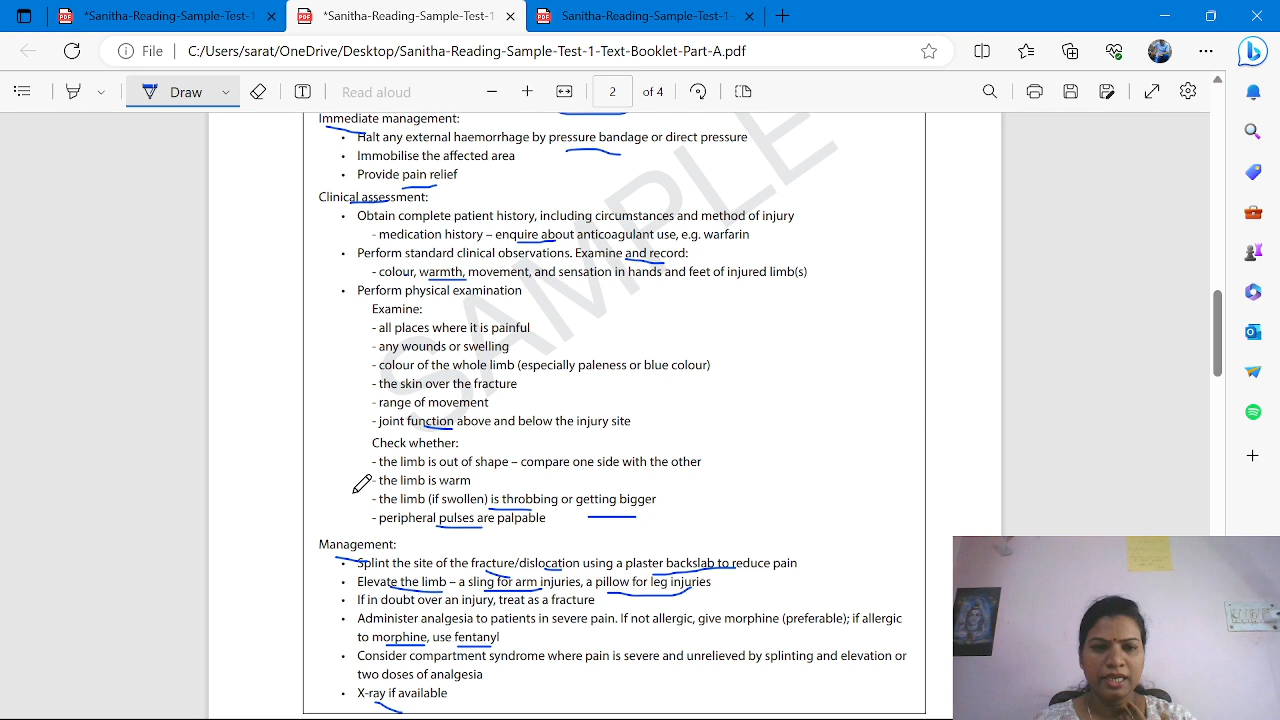 *Sanitha-Reading-Sample-Test-1
*Sanitha-Reading-Sample-Test-1
Sanitha-Reading-Sample-Test-1-
File
C:/Users/sarat/OneDrive/Desktop/Sanitha-Reading-Sample-Test-1-Text-Booklet-Part-A.pdf
Draw
Read aloud
2
of 4
Immediate management:
• Halt any external haemorrhage by pressure bandage or direct pressure
• Immobilise the affected area
• Provide pain relief
Clinical assessment:
• Obtain complete patient history, including circumstances and method of injury
- medication history – enquire about anticoagulant use, e.g. warfarin
• Perform standard clinical observations. Examine and record:
- colour, warmth, movement, and sensation in hands and feet of injured limb(s)
• Perform physical examination
Examine:
- all places where it is painful
- any wounds or swelling
- colour of the whole limb (especially paleness or blue colour)
- the skin over the fracture
- range of movement
- joint function above and below the injury site
Check whether:
- the limb is out of shape – compare one side with the other
- the limb is warm
- the limb (if swollen) is throbbing or getting bigger
- peripheral pulses are palpable
Management:
• Splint the site of the fracture/dislocation using a plaster backslab to reduce pain
• Elevate the limb – a sling for arm injuries, a pillow for leg injuries
• If in doubt over an injury, treat as a fracture
• Administer analgesia to patients in severe pain. If not allergic, give morphine (preferable); if allergic
to morphine, use fentanyl
• Consider compartment syndrome where pain is severe and unrelieved by splinting and elevation or
two doses of analgesia
• X-ray if available
SAMPLE